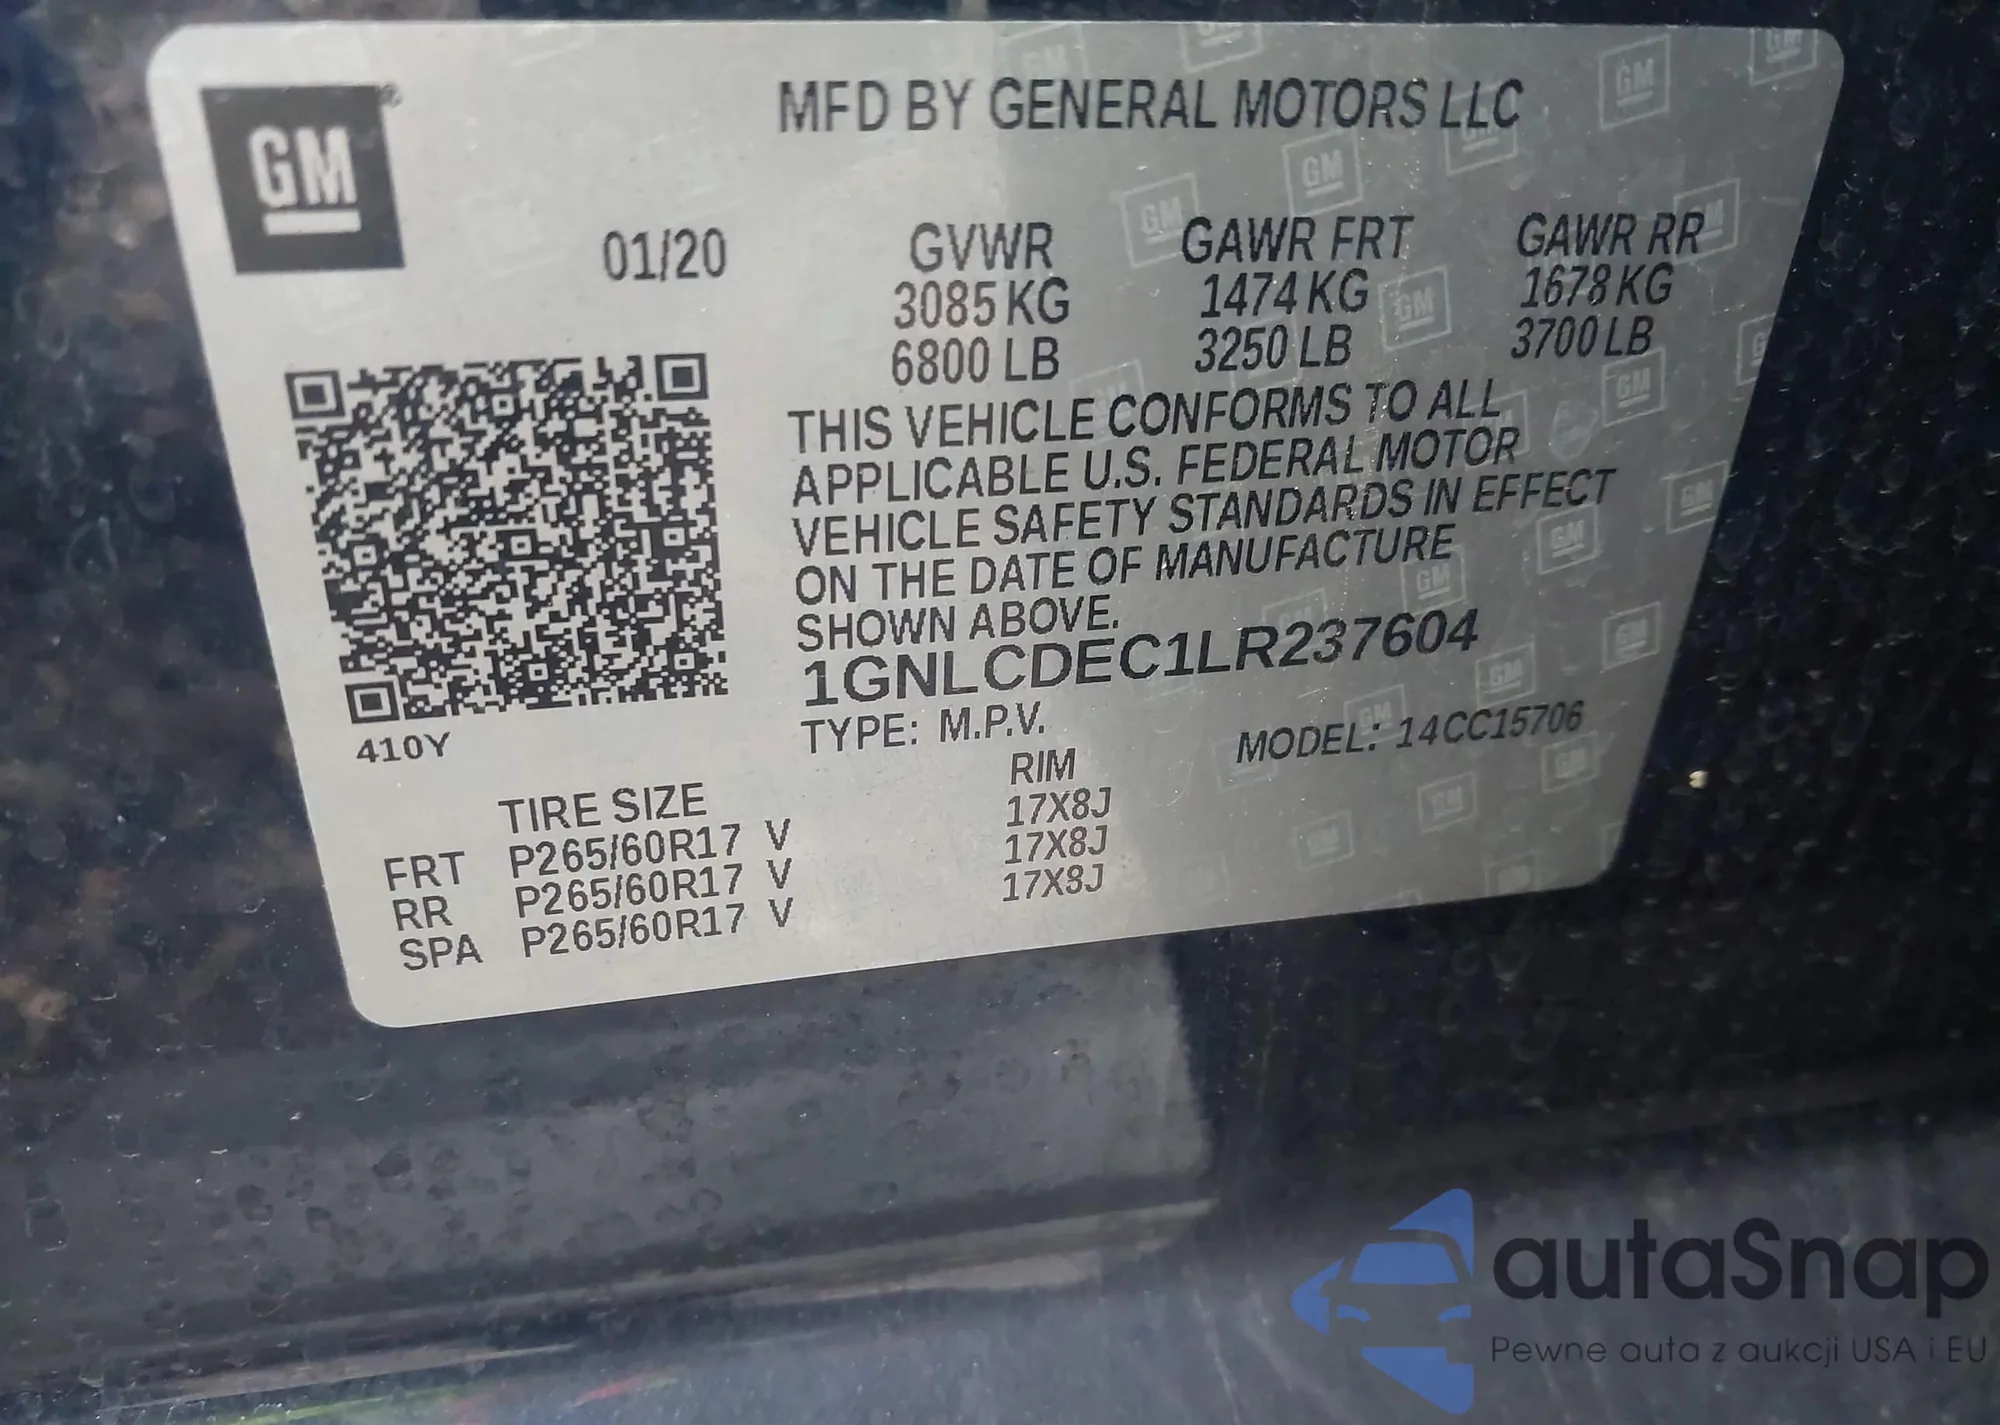 GM®
MFD BY GENERAL MOTORS LLC
01/20
GVWR GAWR FRT GAWR RR
3085 KG 1474 KG 1678 KG
6800 LB 3250 LB 3700 LB
THIS VEHICLE CONFORMS TO ALL
APPLICABLE U.S. FEDERAL MOTOR
VEHICLE SAFETY STANDARDS IN EFFECT
ON THE DATE OF MANUFACTURE
SHOWN ABOVE.
1GNLCDEC1LR237604
TYPE: M.P.V. MODEL: 14CC15706
410Y
TIRE SIZE RIM
FRT P265/60R17 V 17X8J
RR P265/60R17 V 17X8J
SPA P265/60R17 V 17X8J
autaSnap
Pewne auta z aukcji USA i EU